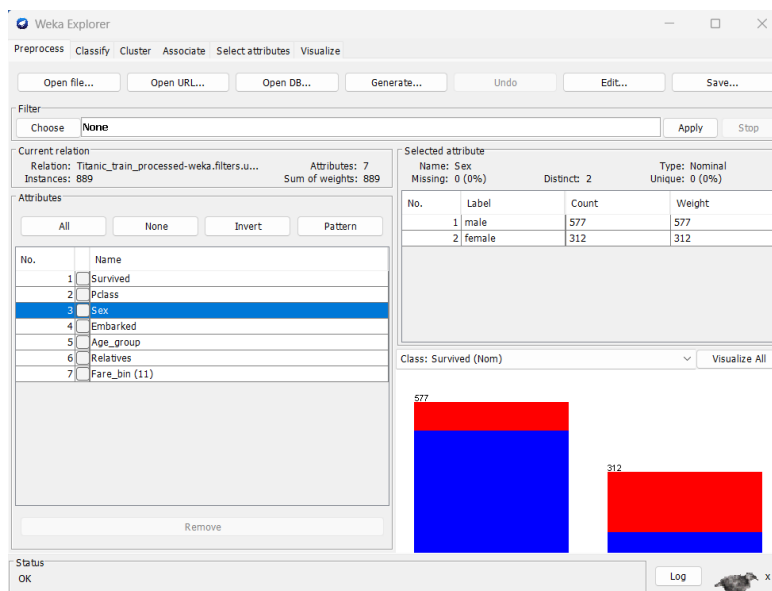 Weka Explorer
Preprocess Classify Cluster Associate Select attributes Visualize
Open file... Open URL... Open DB... Generate... Undo Edit... Save...
Filter
Choose None Apply Stop
Current relation
Relation: Titanic_train_processed-weka.filters.u... Attributes: 7
Instances: 889 Sum of weights: 889
Attributes
All None Invert Pattern
No. Name
1 Survived
2 Pclass
3 Sex
4 Embarked
5 Age_group
6 Relatives
7 Fare_bin (11)
Remove
Selected attribute
Name: Sex Type: Nominal
Missing: 0 (0%) Distinct: 2 Unique: 0 (0%)
No. Label Count Weight
1 male 577 577
2 female 312 312
Class: Survived (Nom) Visualize All
577
312
Status
OK Log x